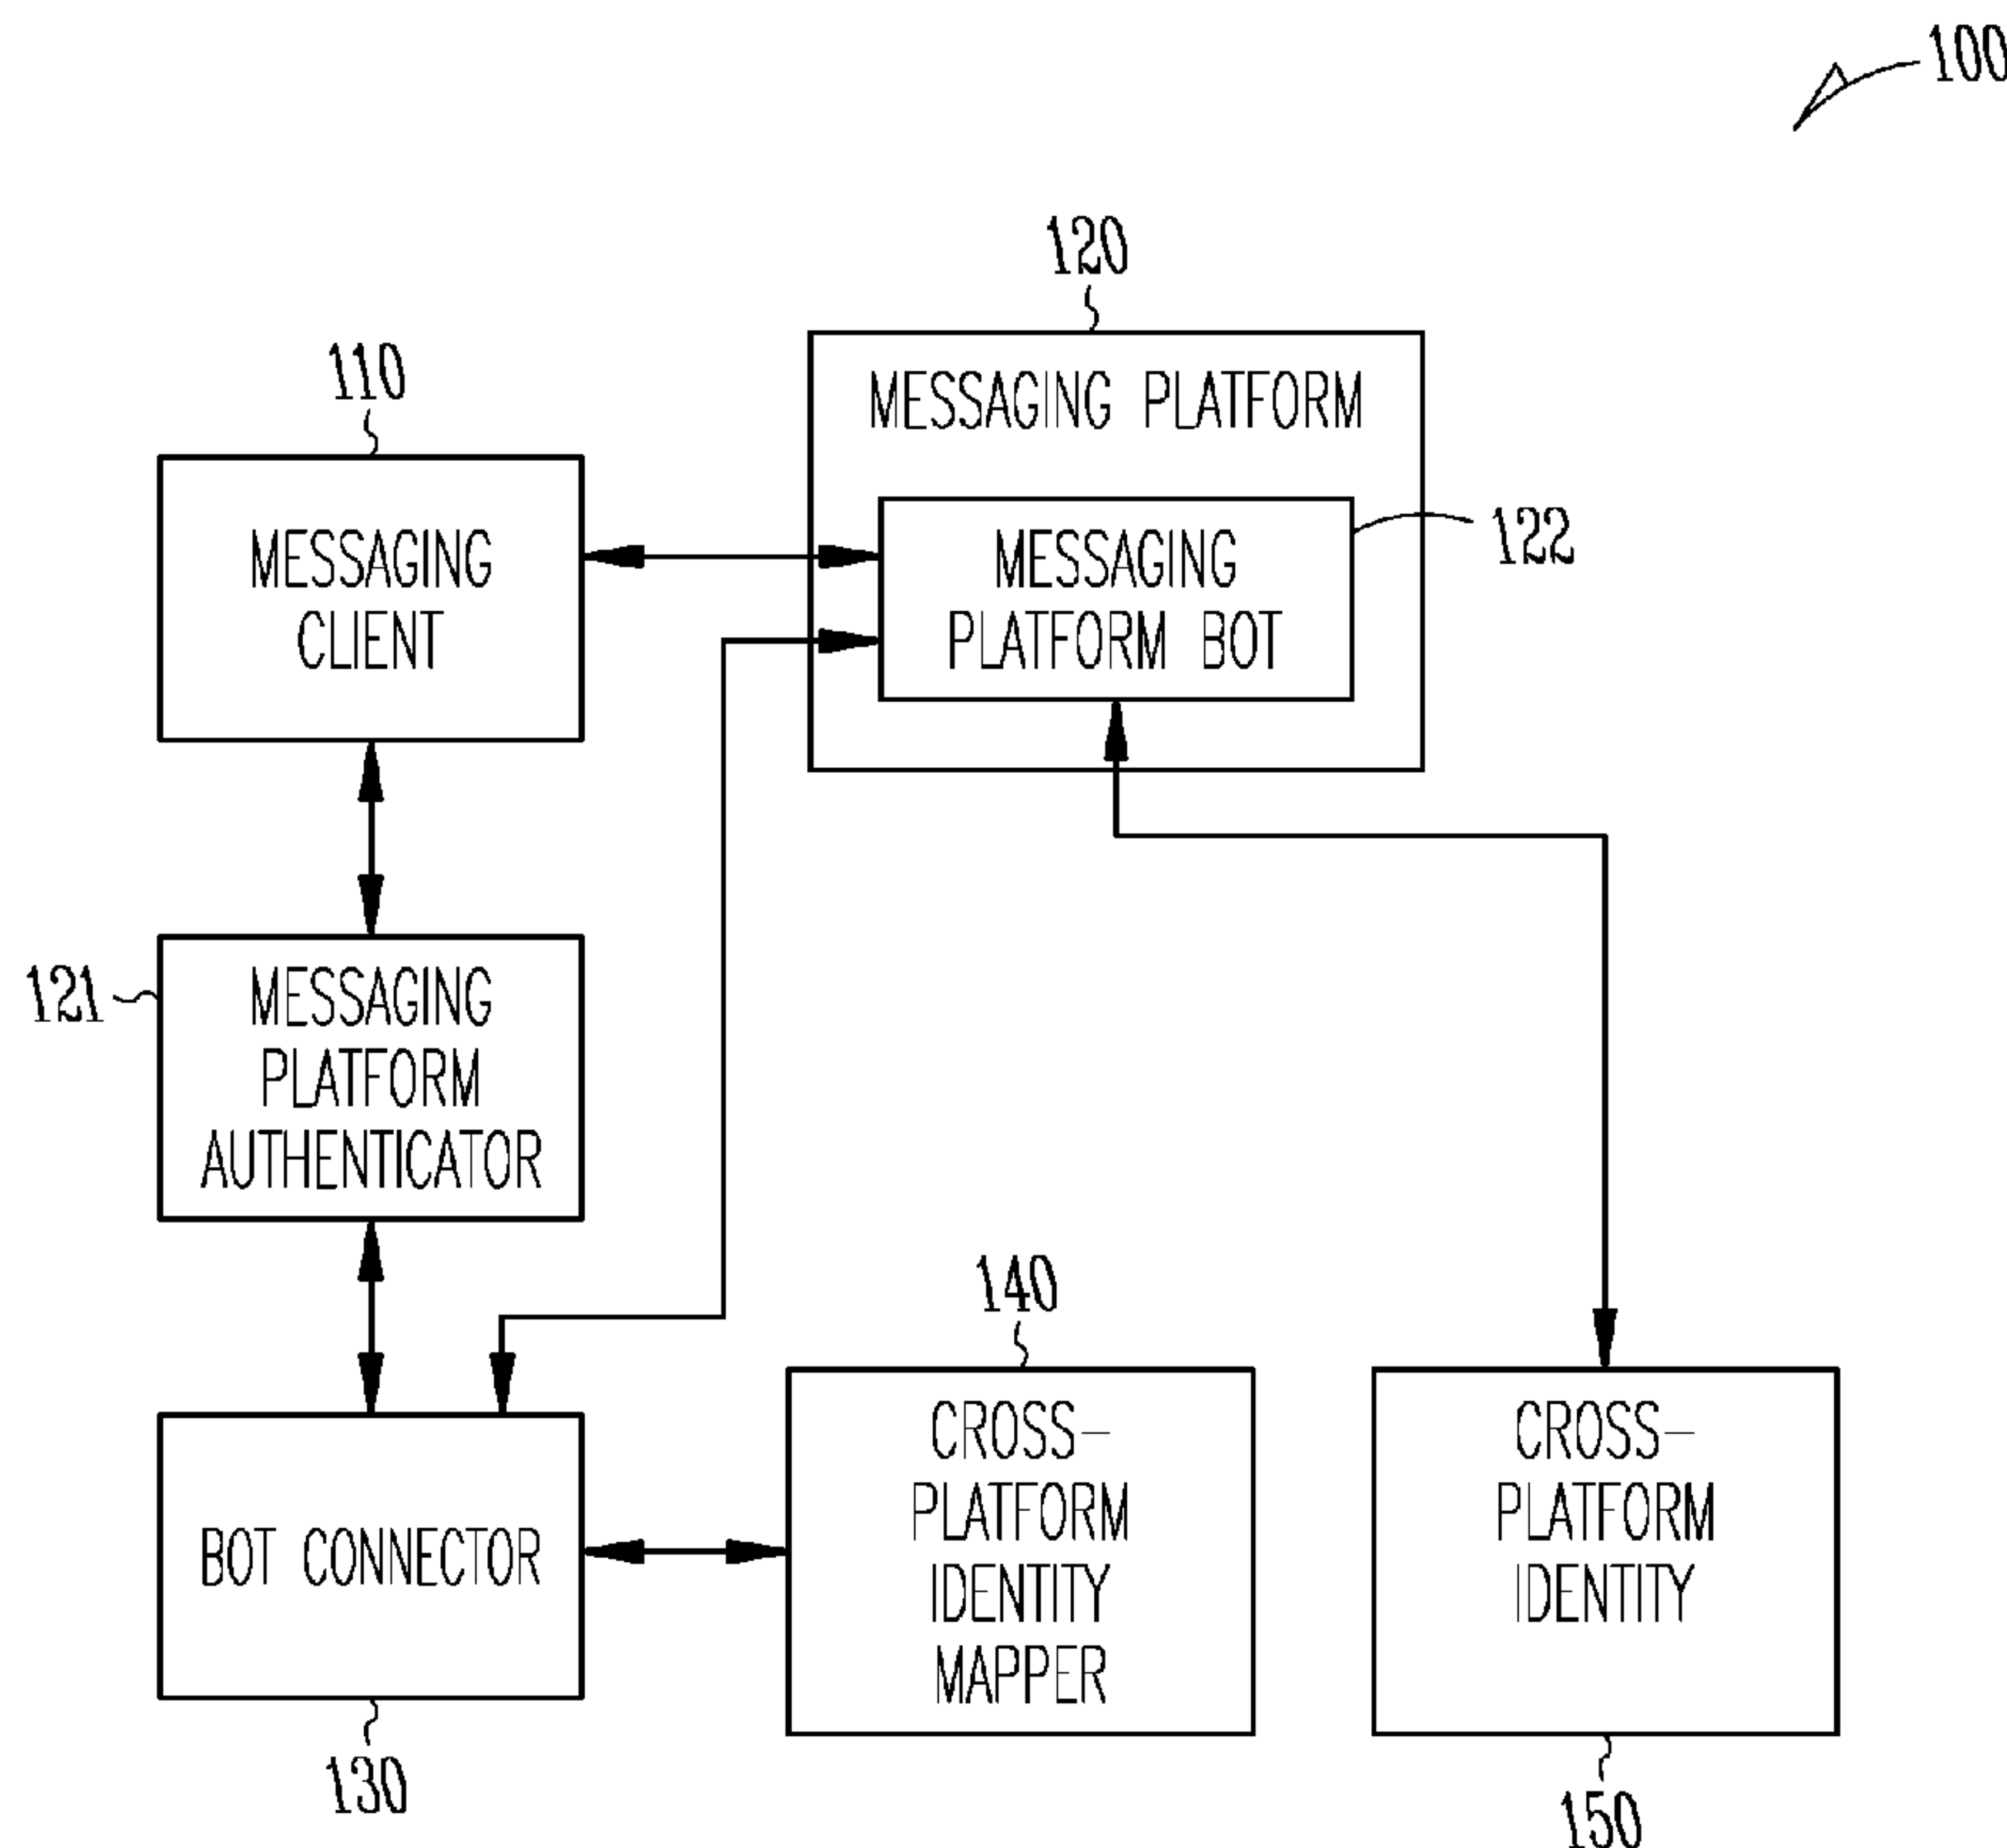 100
120
MESSAGING PLATFORM
110
MESSAGING
CLIENT
MESSAGING
PLATFORM BOT
122
121
MESSAGING
PLATFORM
AUTHENTICATOR
140
BOT CONNECTOR
130
CROSS-
PLATFORM
IDENTITY
MAPPER
CROSS-
PLATFORM
IDENTITY
150